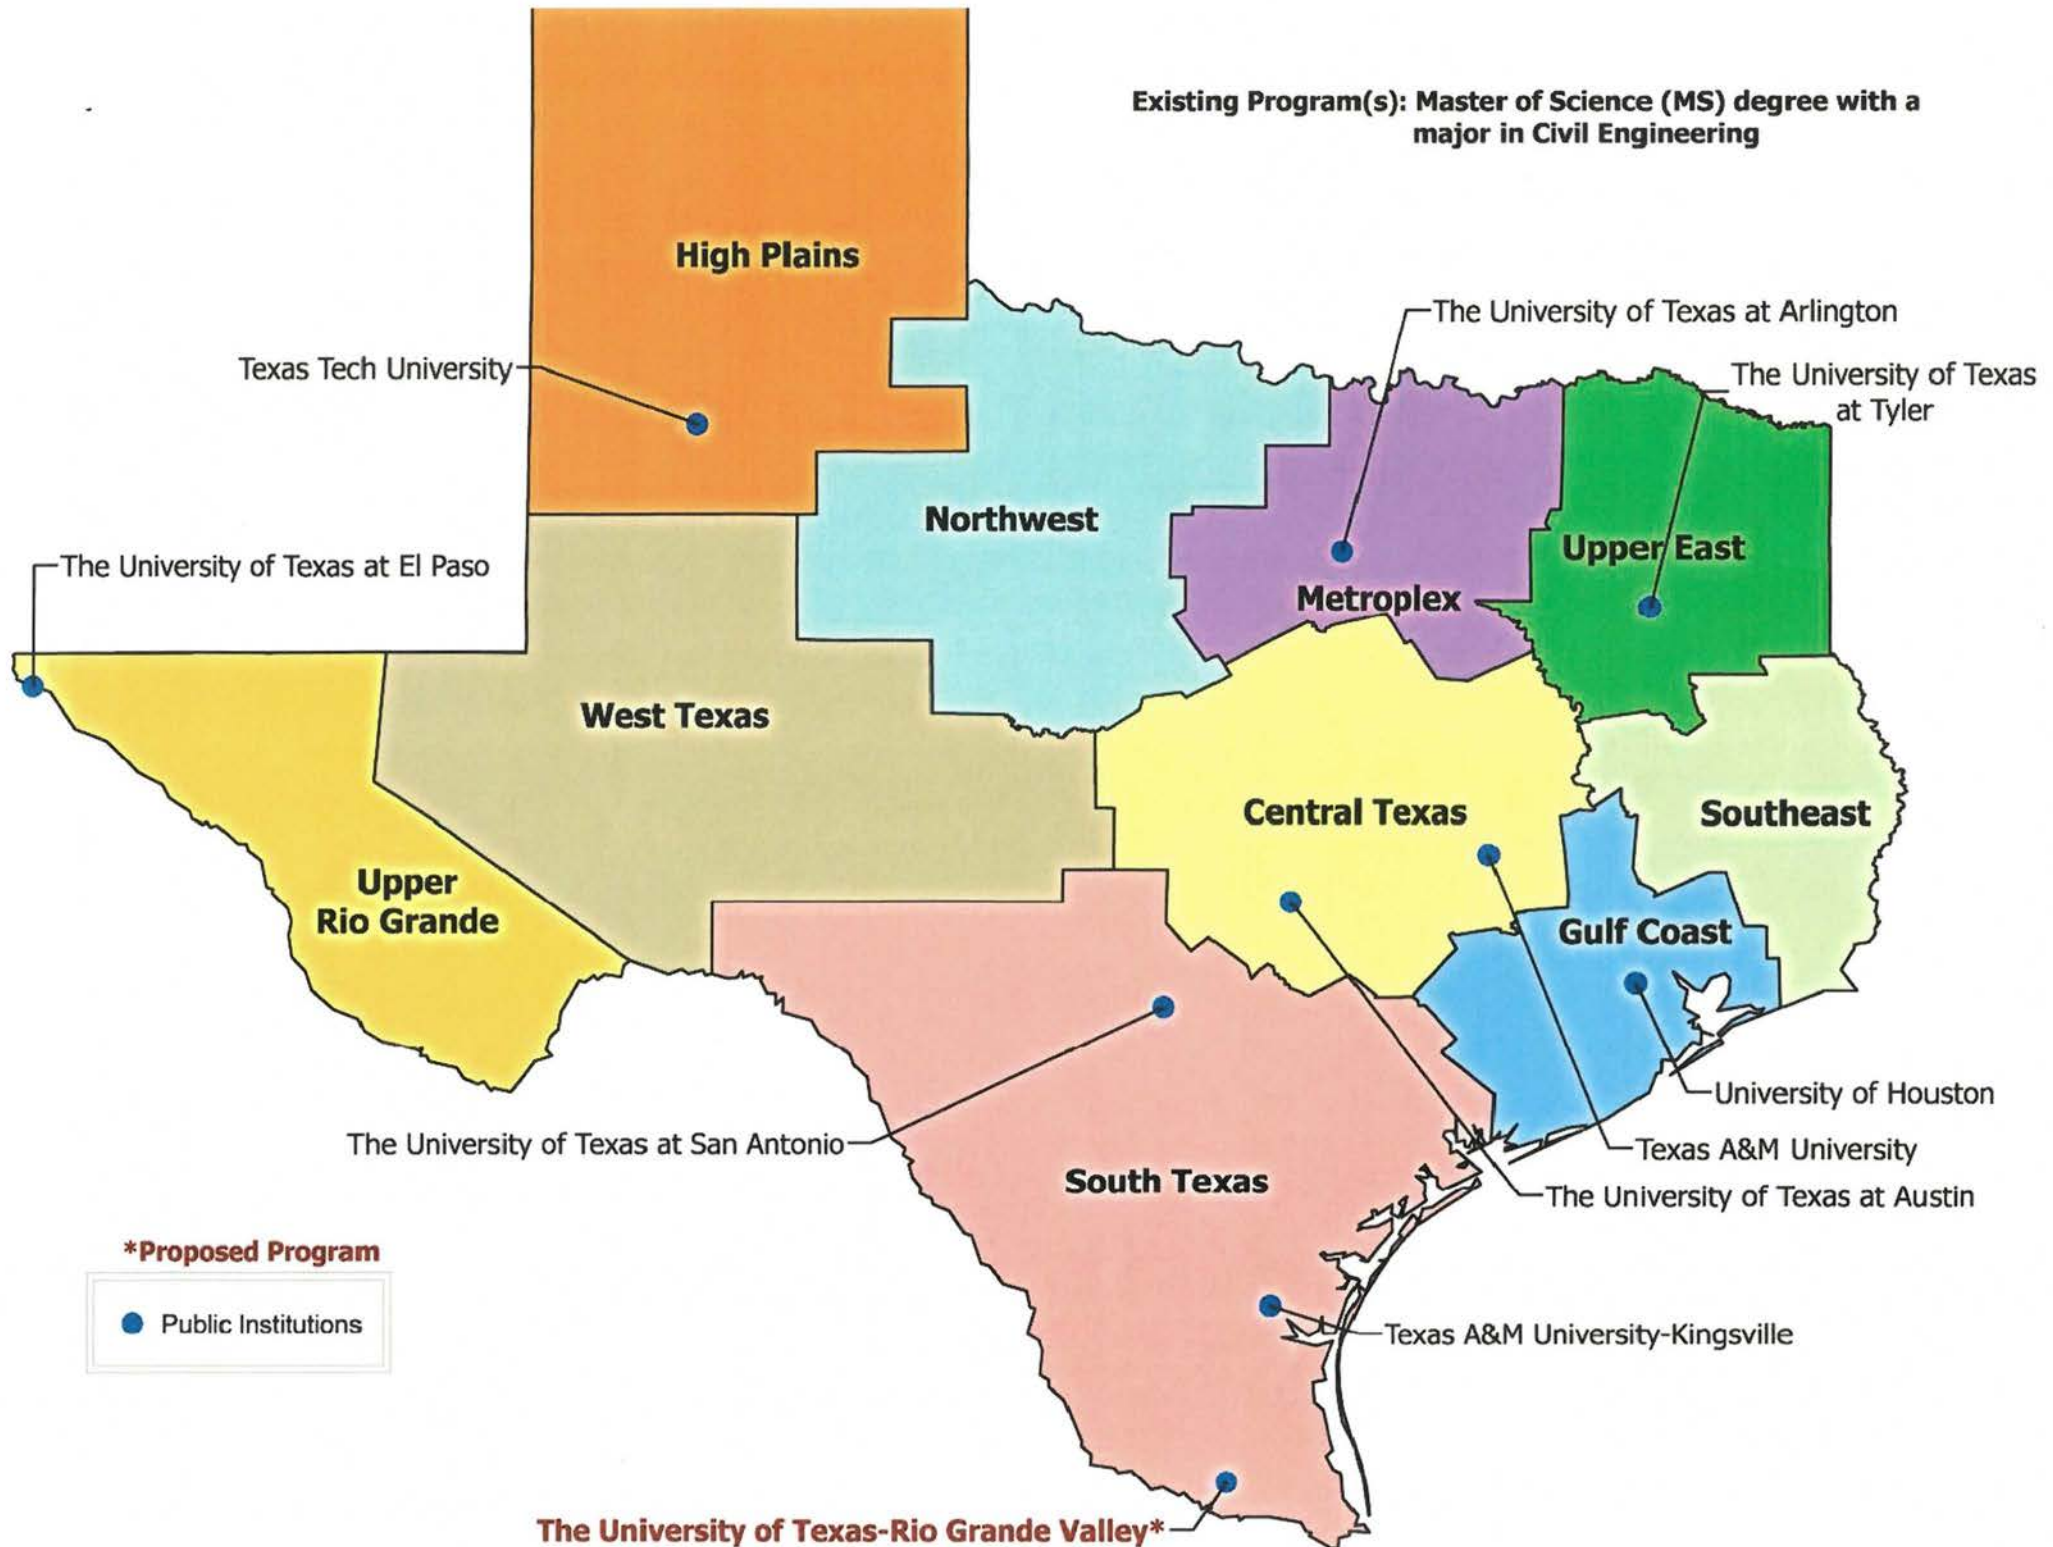 Existing Program(s): Master of Science (MS) degree with a
major in Civil Engineering
High Plains
The University of Texas at Arlington
Texas Tech University
The University of Texas
at Tyler
Northwest
Upper East
The University of Texas at El Paso
Metroplex
West Texas
Central Texas
Southeast
Upper
Rio Grande
Gulf Coast
University of Houston
The University of Texas at San Antonio
Texas A&M University
South Texas
The University of Texas at Austin
*Proposed Program
Public Institutions
Texas A&M University-Kingsville
The University of Texas-Rio Grande Valley*